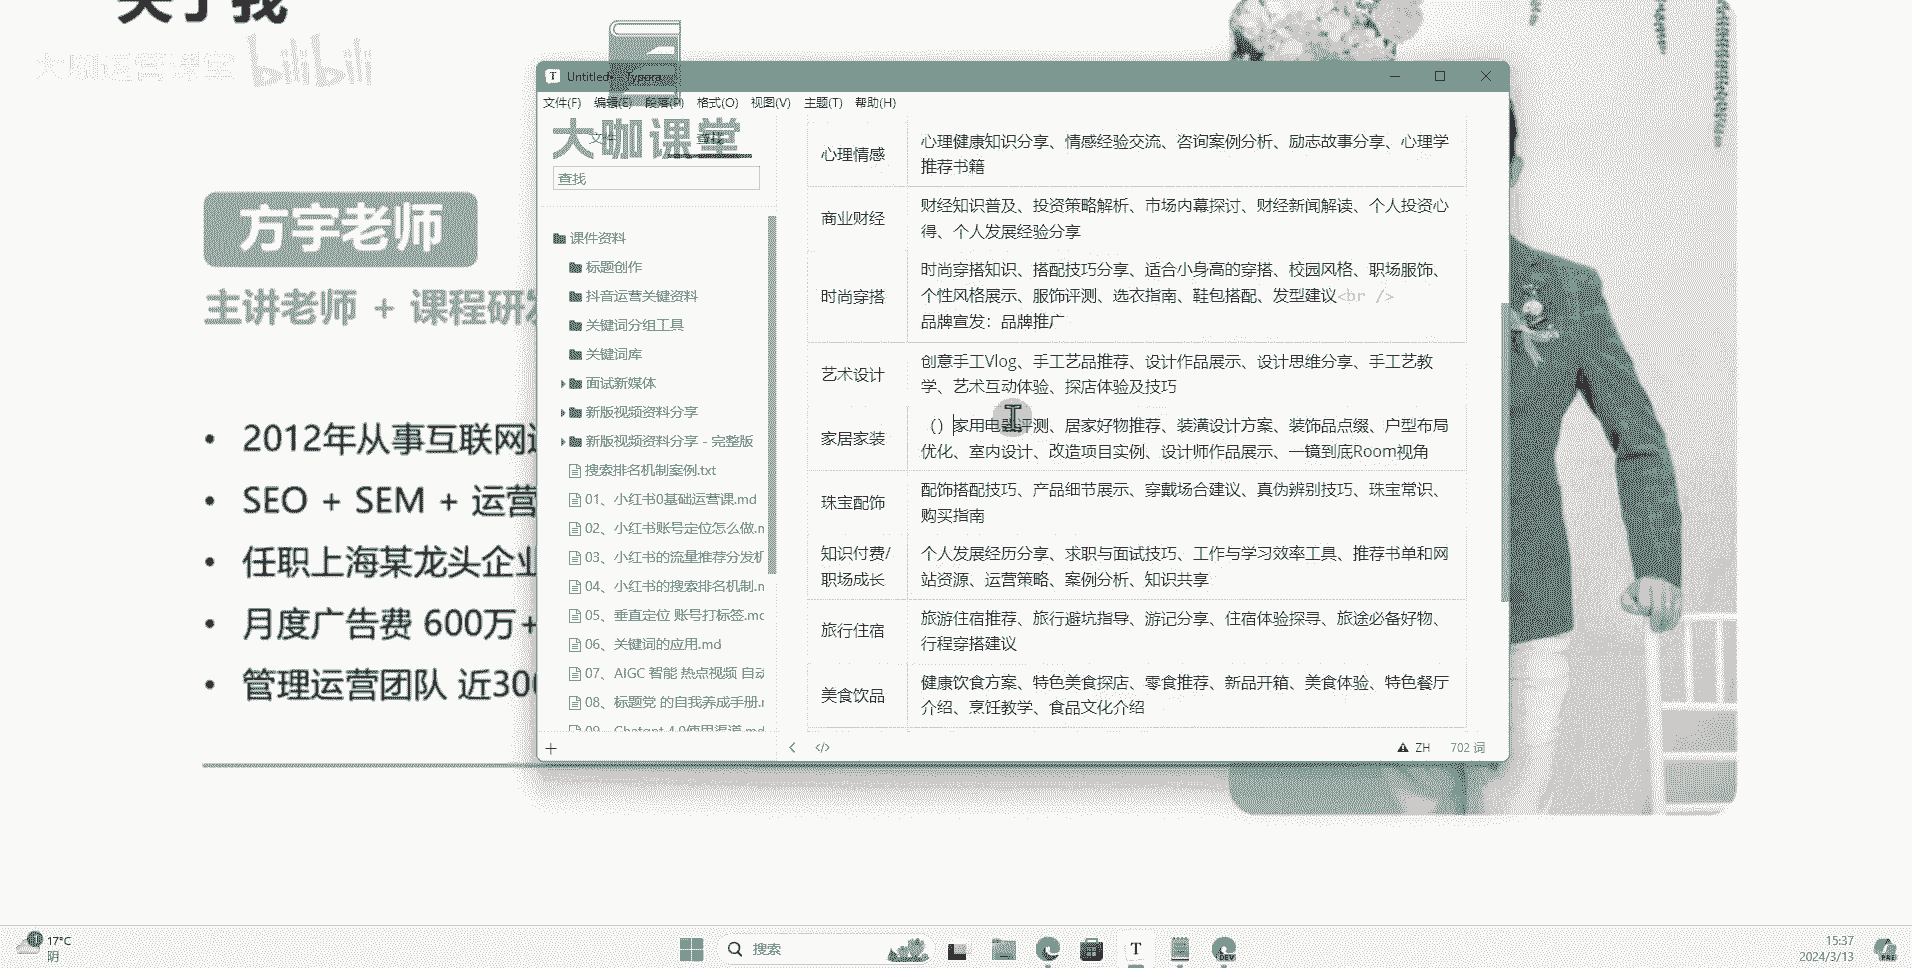 关于我
大咖运营课堂 bilibili
方宇老师
主讲老师 + 课程研发
• 2012年从事互联网
• SEO + SEM + 运营
• 任职上海某龙头企业
• 月度广告费 600万+
• 管理运营团队 近30
Untitled• - Typora
文件(F) 编辑(E) 段落(P) 格式(O) 视图(V) 主题(T) 帮助(H)
大咖课堂
文件 查找
查找
课件资料
标题创作
抖音运营关键资料
关键词分组工具
关键词库
面试新媒体
新版视频资料分享
新版视频资料分享 - 完整版
搜索排名机制案例.txt
01、小红书0基础运营课.md
02、小红书账号定位怎么做.m
03、小红书的流量推荐分发机
04、小红书的搜索排名机制.m
05、垂直定位 账号打标签.mc
06、关键词的应用.md
07、AIGC 智能 热点视频 自动
08、标题党 的自我养成手册.r
09、Chatgpt 4.0使用渠道.md
心理情感
心理健康知识分享、情感经验交流、咨询案例分析、励志故事分享、心理学
推荐书籍
商业财经
财经知识普及、投资策略解析、市场内幕探讨、财经新闻解读、个人投资心
得、个人发展经验分享
时尚穿搭
时尚穿搭知识、搭配技巧分享、适合小身高的穿搭、校园风格、职场服饰、
个性风格展示、服饰评测、选衣指南、鞋包搭配、发型建议<br />
品牌宣发：品牌推广
艺术设计
创意手工Vlog、手工艺品推荐、设计作品展示、设计思维分享、手工艺教
学、艺术互动体验、探店体验及技巧
家居家装
（）家用电器评测、居家好物推荐、装潢设计方案、装饰品点缀、户型布局
优化、室内设计、改造项目实例、设计师作品展示、一镜到底Room视角
珠宝配饰
配饰搭配技巧、产品细节展示、穿戴场合建议、真伪辨别技巧、珠宝常识、
购买指南
知识付费/
职场成长
个人发展经历分享、求职与面试技巧、工作与学习效率工具、推荐书单和网
站资源、运营策略、案例分析、知识共享
旅行住宿
旅游住宿推荐、旅行避坑指导、游记分享、住宿体验探寻、旅途必备好物、
行程穿搭建议
美食饮品
健康饮食方案、特色美食探店、零食推荐、新品开箱、美食体验、特色餐厅
介绍、烹饪教学、食品文化介绍
ZH 702 词
17°C
阴
搜索
T
DEV
15:37
2024/3/13
PRE